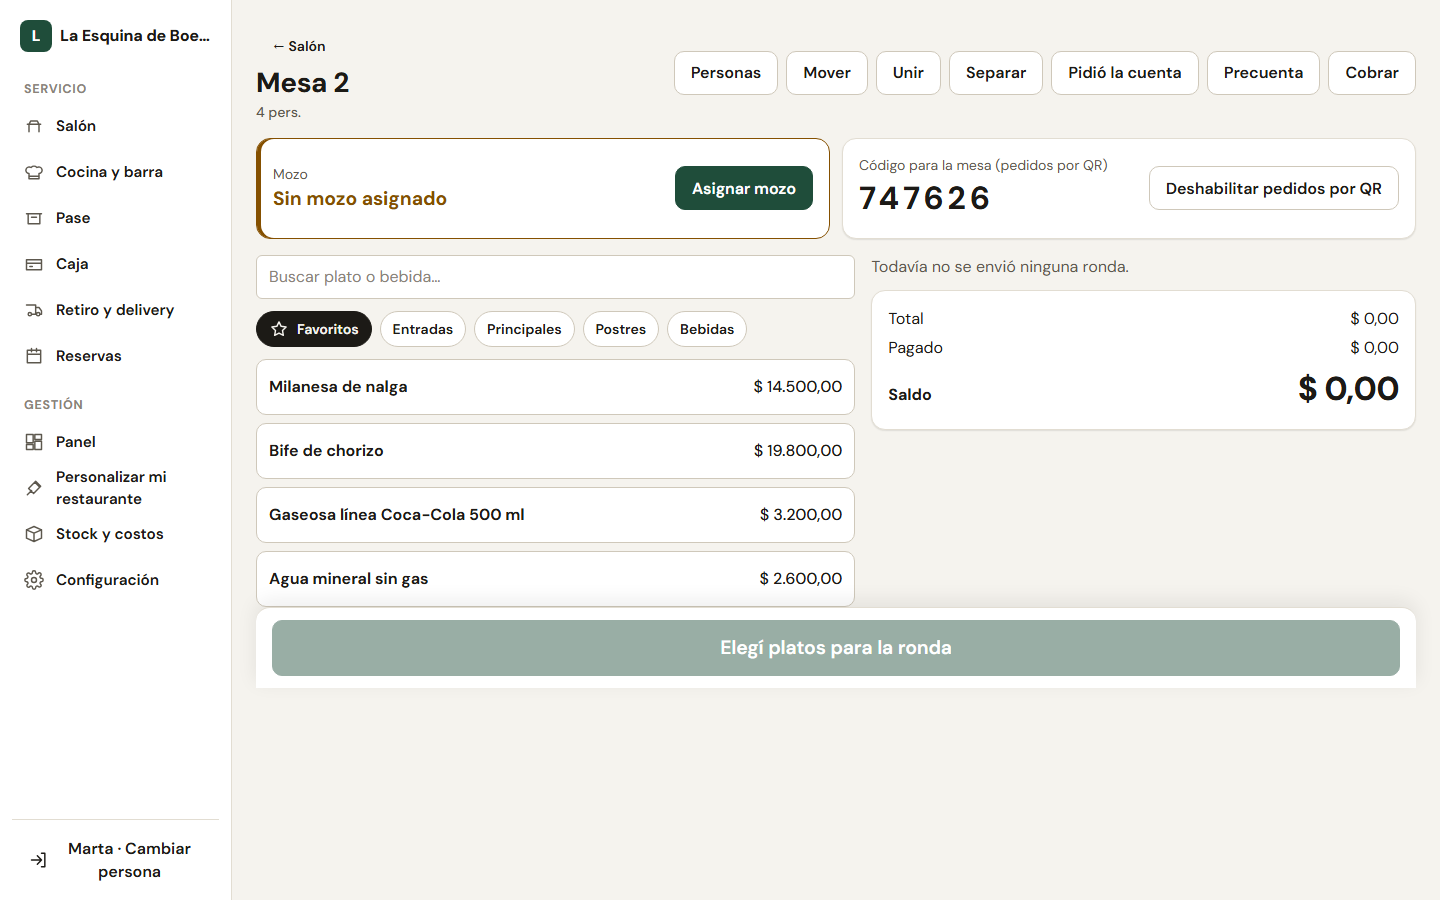 L
La Esquina de Boe...
SERVICIO
Salón
Cocina y barra
Pase
Caja
Retiro y delivery
Reservas
GESTIÓN
Panel
Personalizar mi
restaurante
Stock y costos
Configuración
Marta · Cambiar
persona
← Salón
Mesa 2
4 pers.
Personas
Mover
Unir
Separar
Pidió la cuenta
Precuenta
Cobrar
Mozo
Sin mozo asignado
Asignar mozo
Código para la mesa (pedidos por QR)
747626
Deshabilitar pedidos por QR
Buscar plato o bebida...
Favoritos
Entradas
Principales
Postres
Bebidas
Milanesa de nalga $ 14.500,00
Bife de chorizo $ 19.800,00
Gaseosa línea Coca-Cola 500 ml $ 3.200,00
Agua mineral sin gas $ 2.600,00
Todavía no se envió ninguna ronda.
Total $ 0,00
Pagado $ 0,00
Saldo $ 0,00
Elegí platos para la ronda